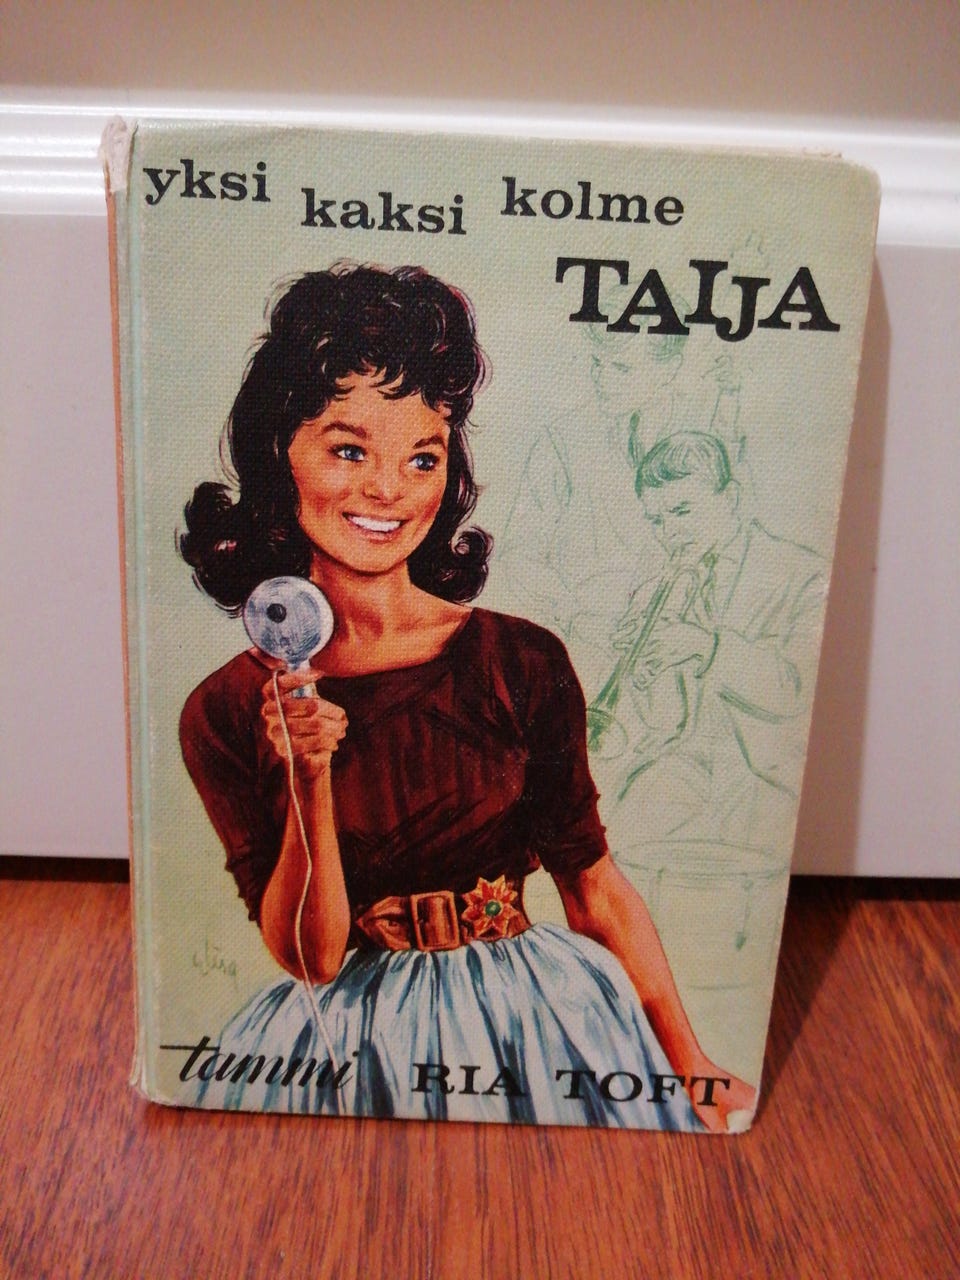 yksi kaksi kolme
TAIJA
tammi RIA TOFT